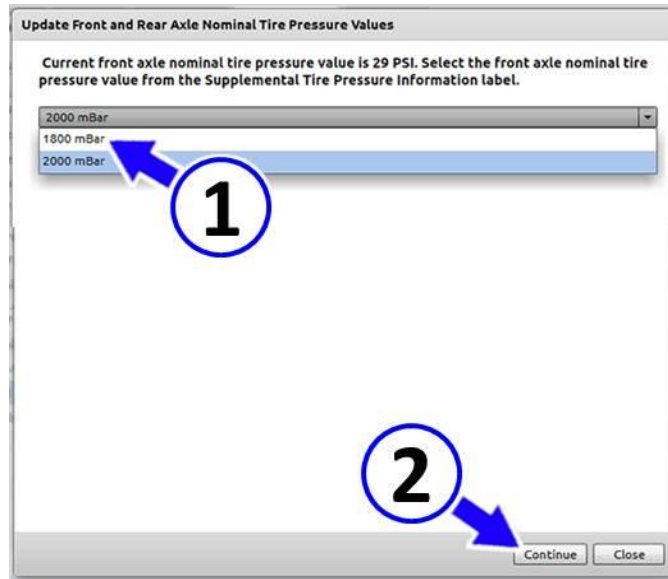 Update Front and Rear Axle Nominal Tire Pressure Values
Current front axle nominal tire pressure value is 29 PSI. Select the front axle nominal tire
pressure value from the Supplemental Tire Pressure Information label.
2000 mBar
1800 mBar
2000 mBar
1
2
Continue Close